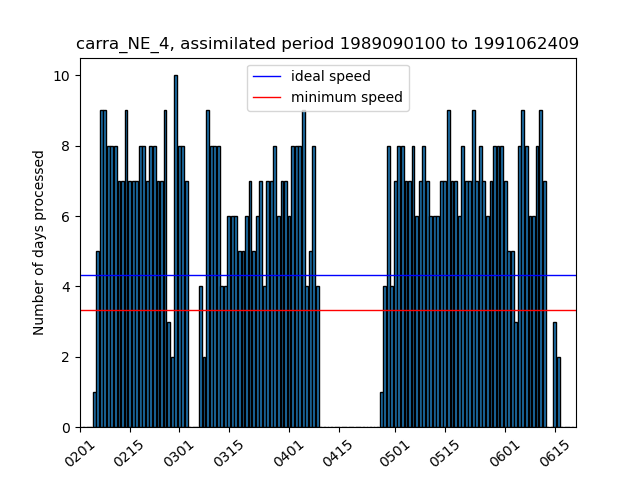 carra_NE_4, assimilated period 1989090100 to 1991062409
ideal speed
minimum speed
Number of days processed
10
8
6
4
2
0
0201 0215 0301 0315 0401 0415 0501 0515 0601 0615